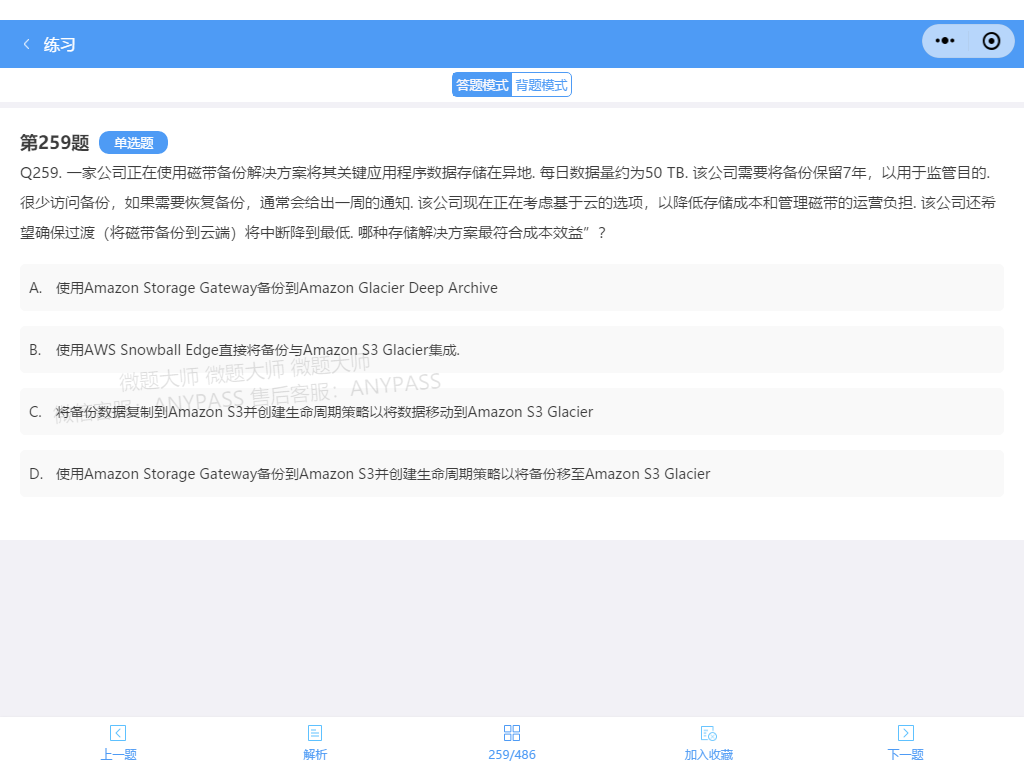 练习
答题模式 背题模式
第259题 单选题
Q259. 一家公司正在使用磁带备份解决方案将其关键应用程序数据存储在异地. 每日数据量约为50 TB. 该公司需要将备份保留7年，以用于监管目的.
很少访问备份，如果需要恢复备份，通常会给出一周的通知. 该公司现在正在考虑基于云的选项，以降低存储成本和管理磁带的运营负担. 该公司还希
望确保过渡（将磁带备份到云端）将中断降到最低. 哪种存储解决方案最符合成本效益”？
A. 使用Amazon Storage Gateway备份到Amazon Glacier Deep Archive
B. 使用AWS Snowball Edge直接将备份与Amazon S3 Glacier集成.
微题大师 微题大师 微题大师
微信客服：ANYPASS 售后客服：ANYPASS
C. 将备份数据复制到Amazon S3并创建生命周期策略以将数据移动到Amazon S3 Glacier
D. 使用Amazon Storage Gateway备份到Amazon S3并创建生命周期策略以将备份移至Amazon S3 Glacier
上一题 解析 259/486 加入收藏 下一题